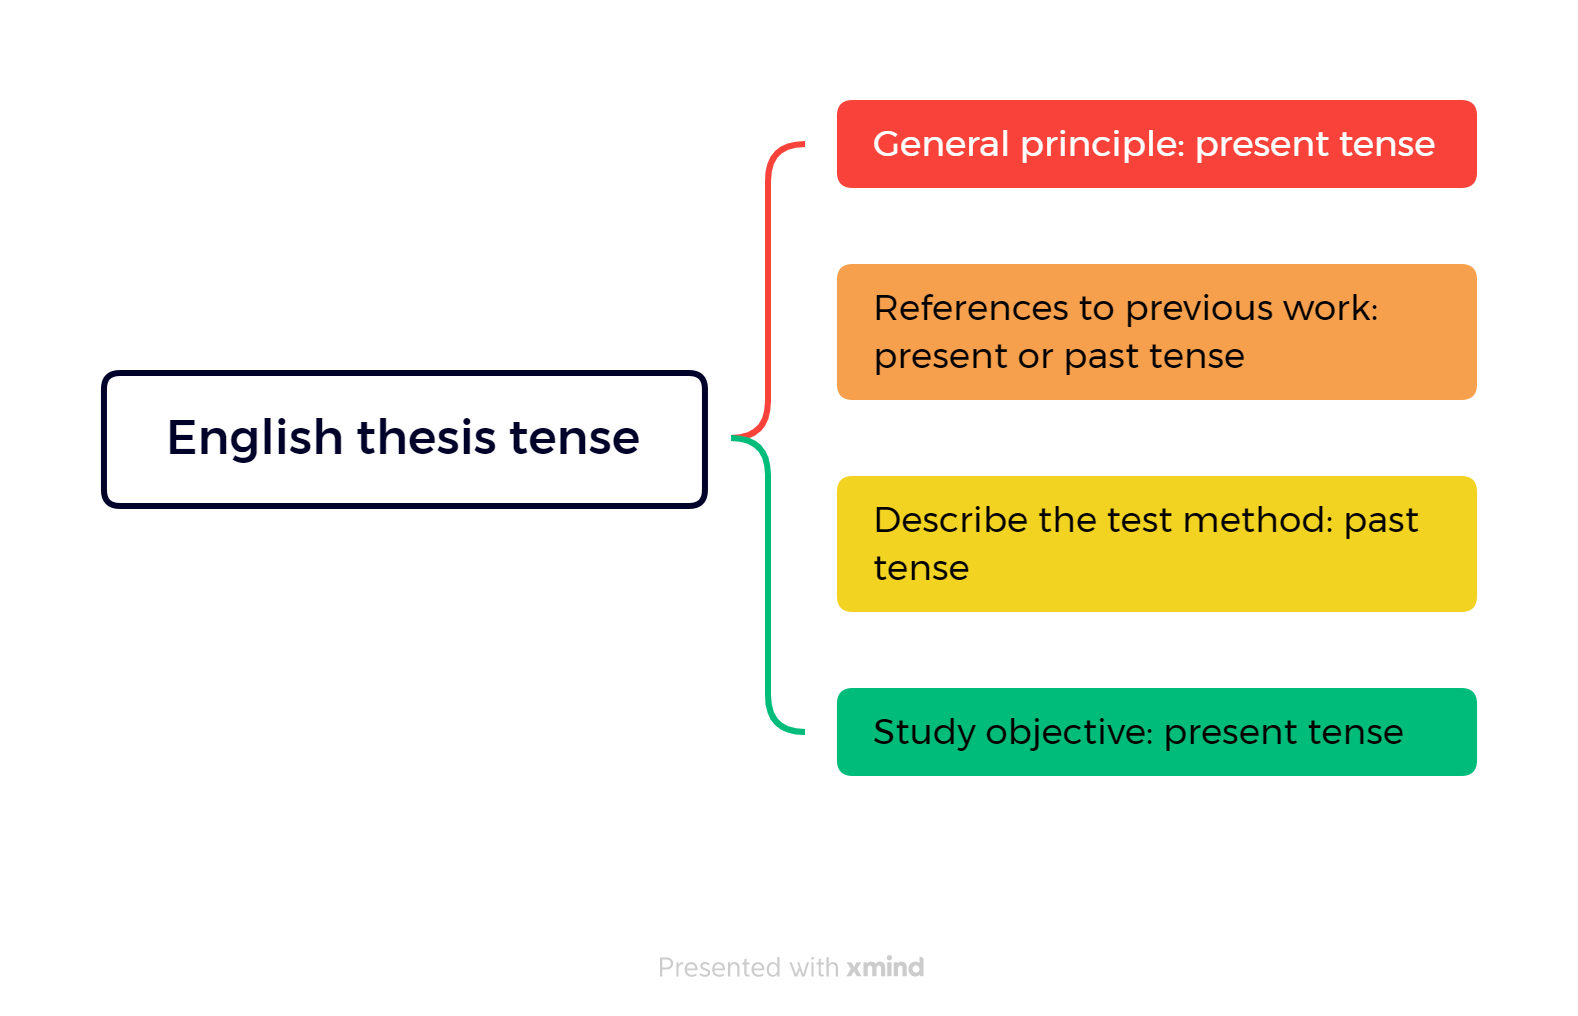 General principle: present tense
References to previous work:
present or past tense
English thesis tense
Describe the test method: past
tense
Study objective: present tense
Presented with xmind